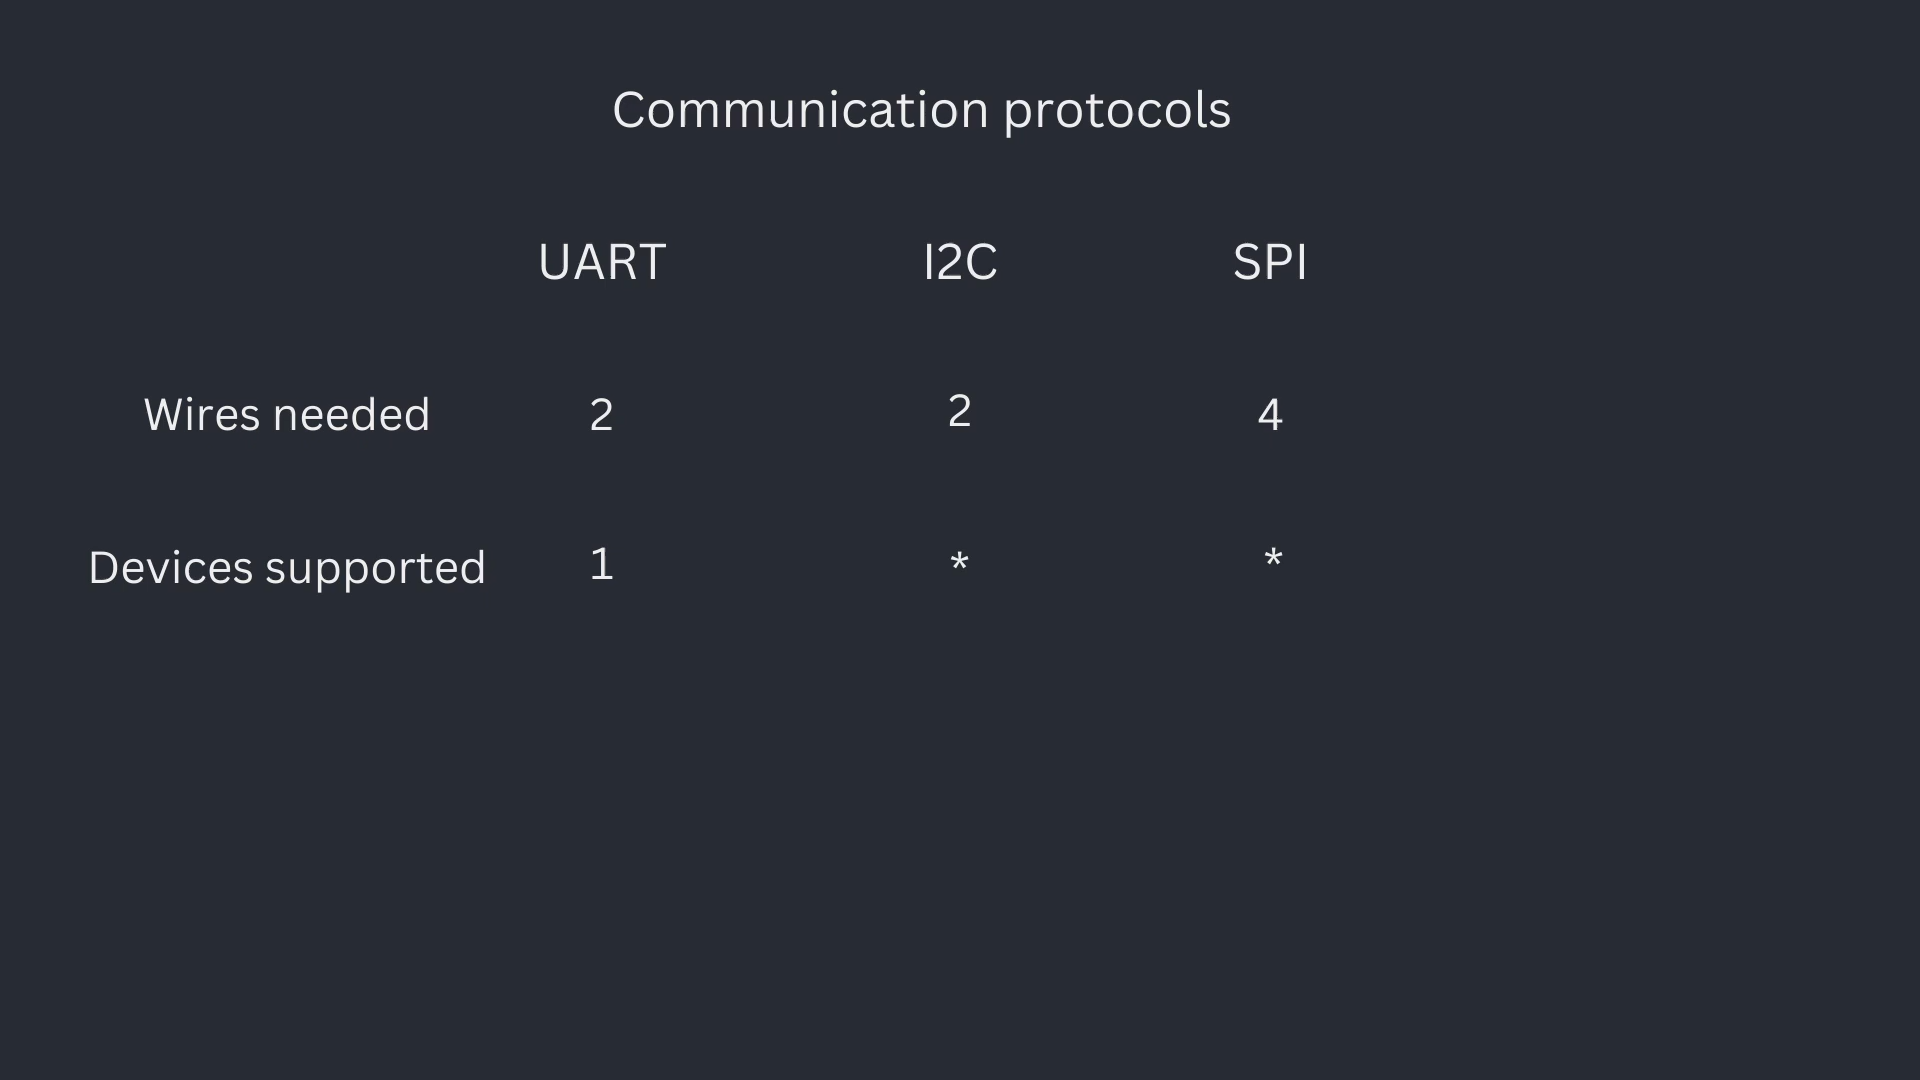 Communication protocols
UART I2C SPI
Wires needed 2 2 4
Devices supported 1 * *